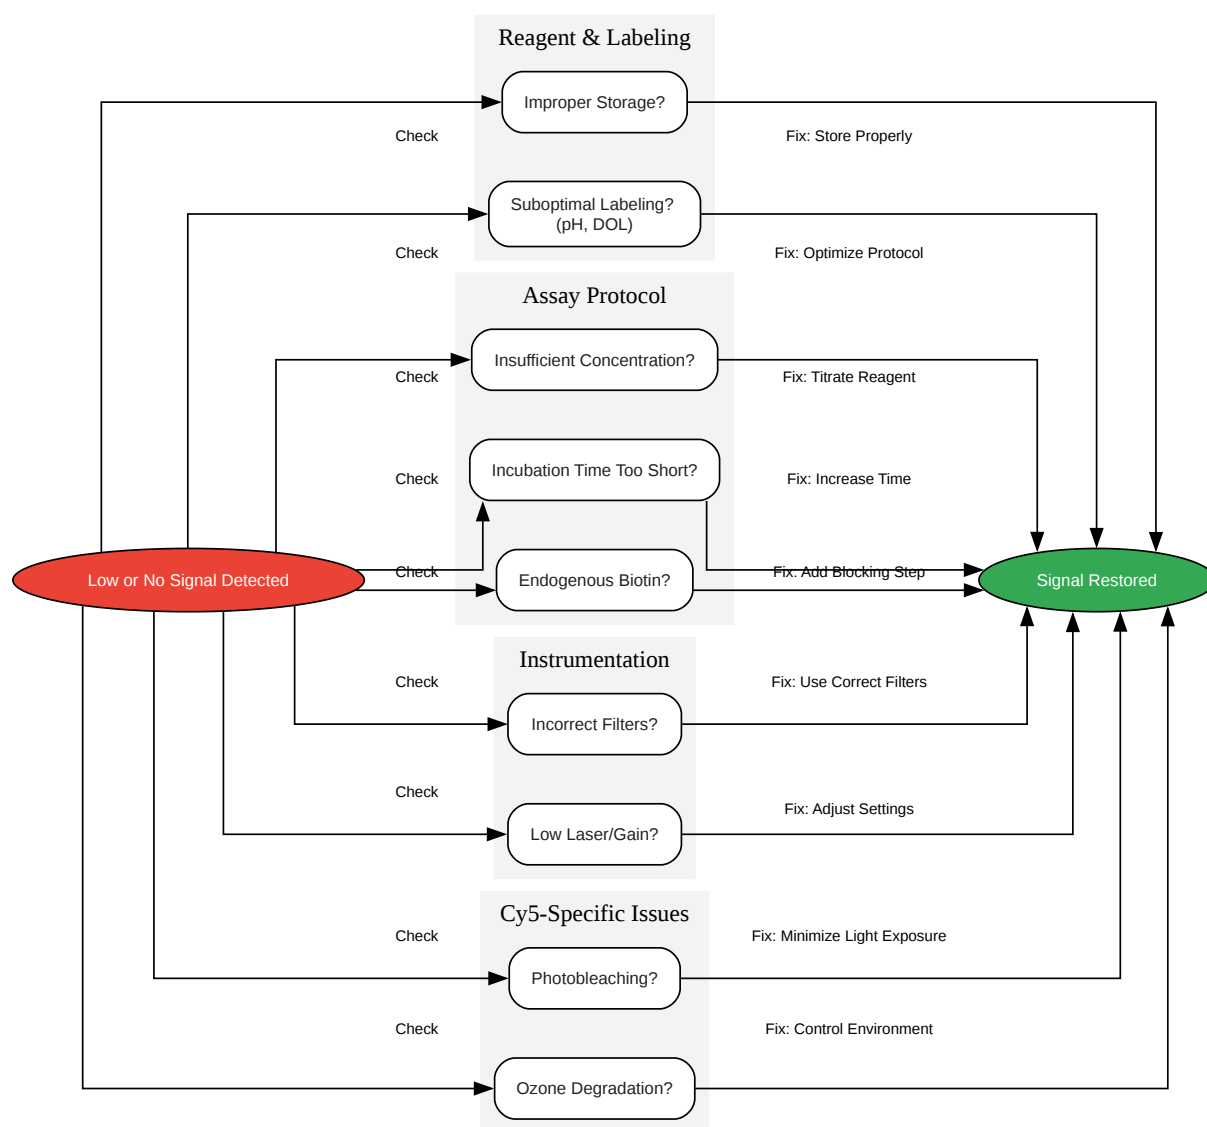 Reagent & Labeling
Improper Storage?
Check
Fix: Store Properly
Suboptimal Labeling?
(pH, DOL)
Check
Fix: Optimize Protocol
Assay Protocol
Insufficient Concentration?
Check
Fix: Titrate Reagent
Incubation Time Too Short?
Check
Fix: Increase Time
Low or No Signal Detected
Check
Endogenous Biotin?
Fix: Add Blocking Step
Signal Restored
Instrumentation
Check
Fix: Use Correct Filters
Incorrect Filters?
Check
Fix: Adjust Settings
Low Laser/Gain?
Cy5-Specific Issues
Check
Fix: Minimize Light Exposure
Photobleaching?
Check
Fix: Control Environment
Ozone Degradation?